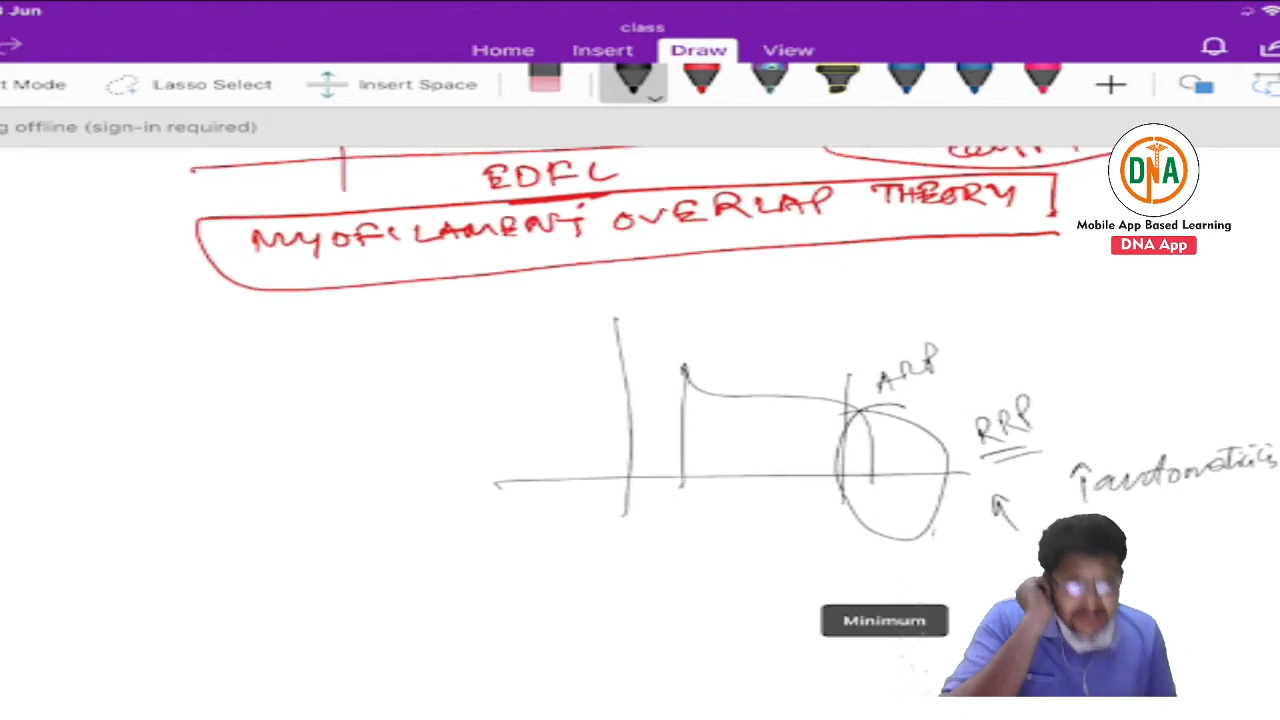 Jun
class
Home Insert Draw View
t Mode Lasso Select Insert Space
g offline (sign-in required)
EDFL
MYOFILAMENT OVERLAP THEORY
DNA
Mobile App Based Learning
DNA App
ARP
RRP
↑automaticis
Minimum